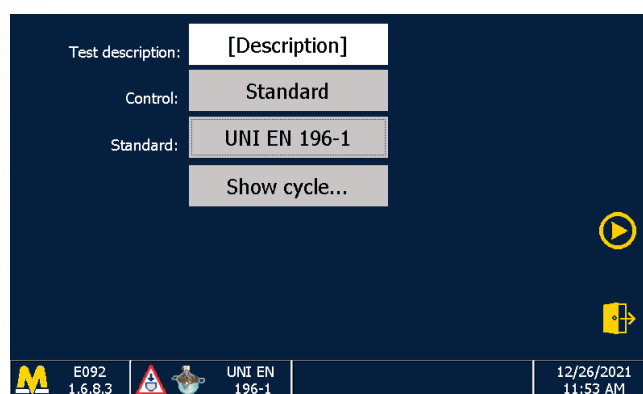 Test description: [Description]
Control: Standard
Standard: UNI EN 196-1
Show cycle...
E092
1.6.8.3
UNI EN
196-1
12/26/2021
11:53 AM